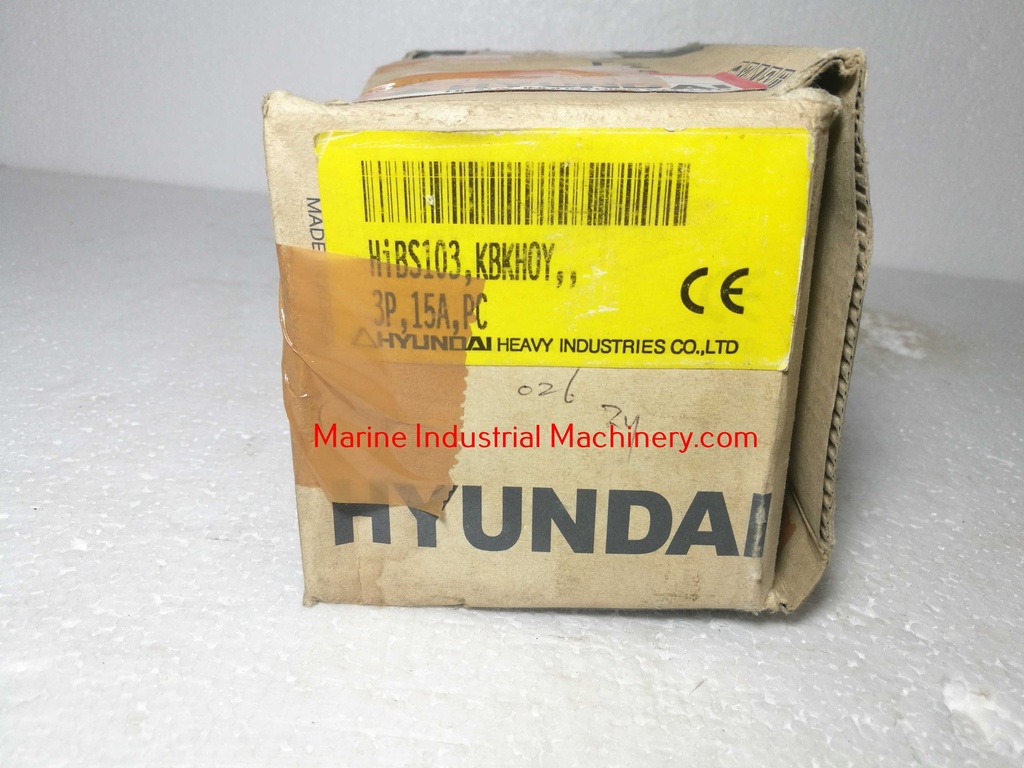 MADE
HiBS103,KBKHOY,,
3P,15A,PC
CE
HYUNDAI HEAVY INDUSTRIES CO.,LTD
026
Marine Industrial Machinery.com
HYUNDAI